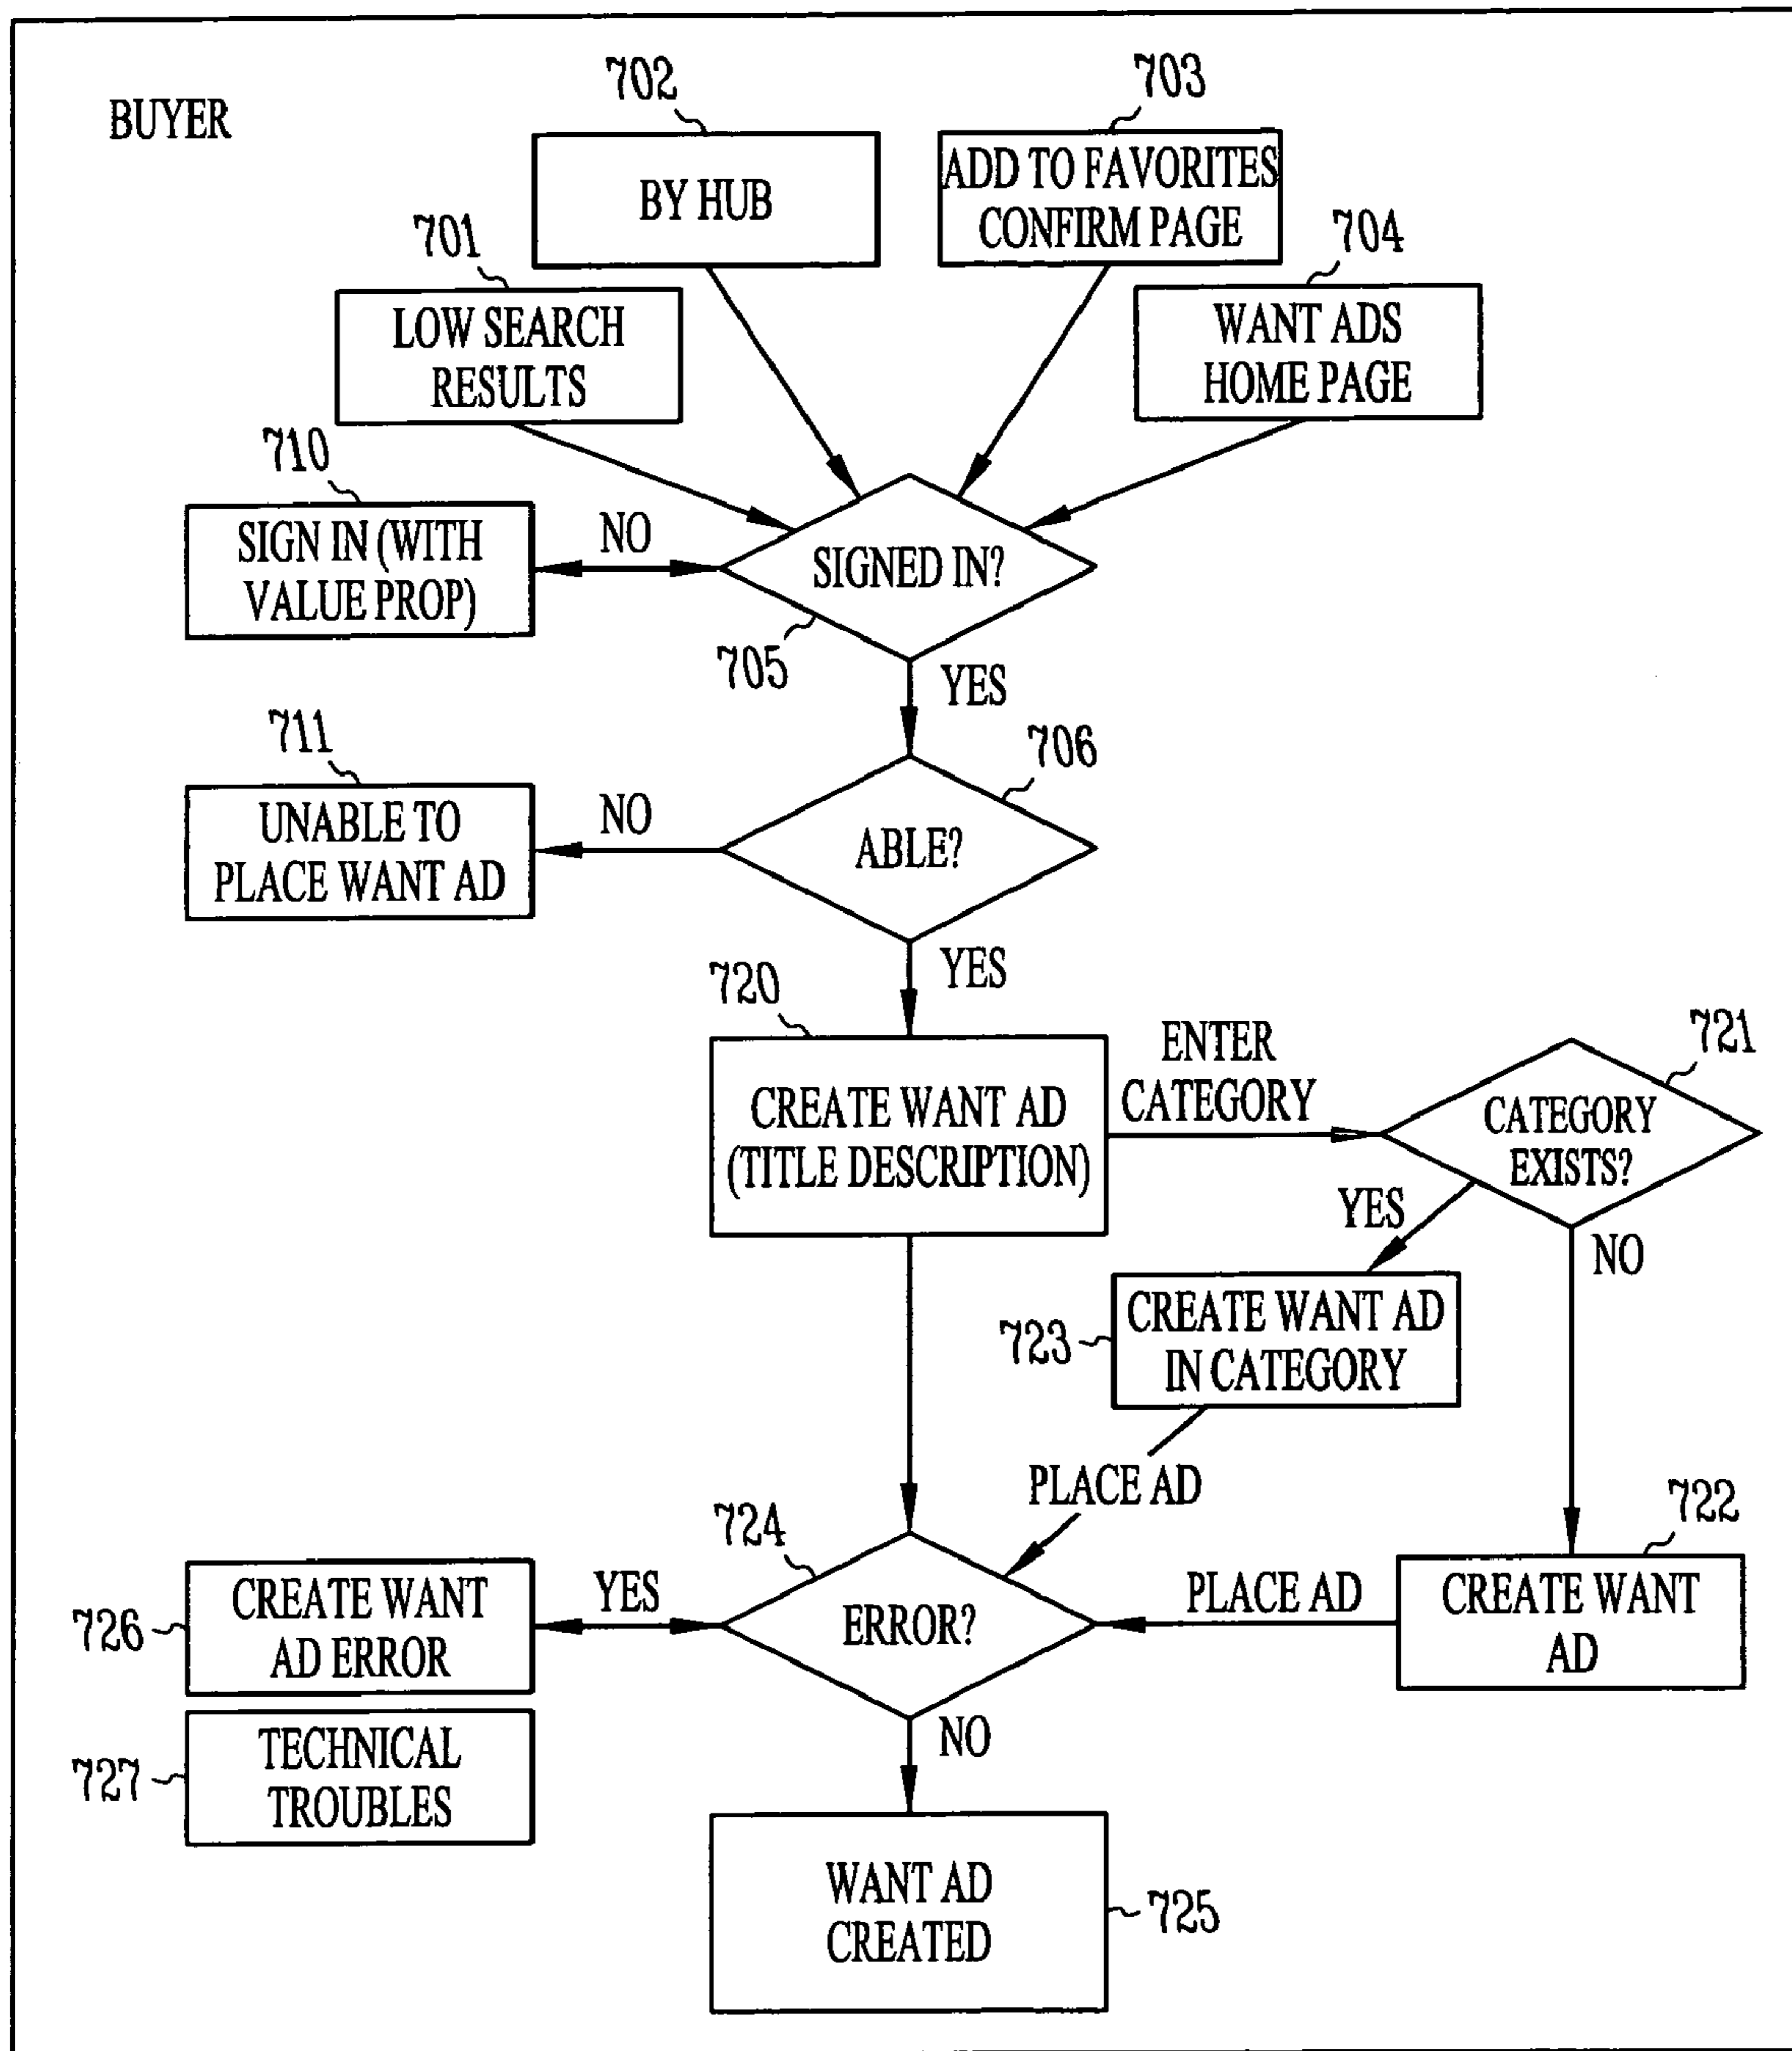 BUYER
702
BY HUB
703
ADD TO FAVORITES
CONFIRM PAGE
701
LOW SEARCH
RESULTS
704
WANT ADS
HOME PAGE
710
SIGN IN (WITH
VALUE PROP)
NO
SIGNED IN?
705
YES
711
UNABLE TO
PLACE WANT AD
NO
706
ABLE?
YES
720
CREATE WANT AD
(TITLE DESCRIPTION)
ENTER
CATEGORY
721
CATEGORY
EXISTS?
YES
NO
723
CREATE WANT AD
IN CATEGORY
PLACE AD
722
CREATE WANT
AD
PLACE AD
724
ERROR?
YES
726
CREATE WANT
AD ERROR
727
TECHNICAL
TROUBLES
NO
WANT AD
CREATED
725